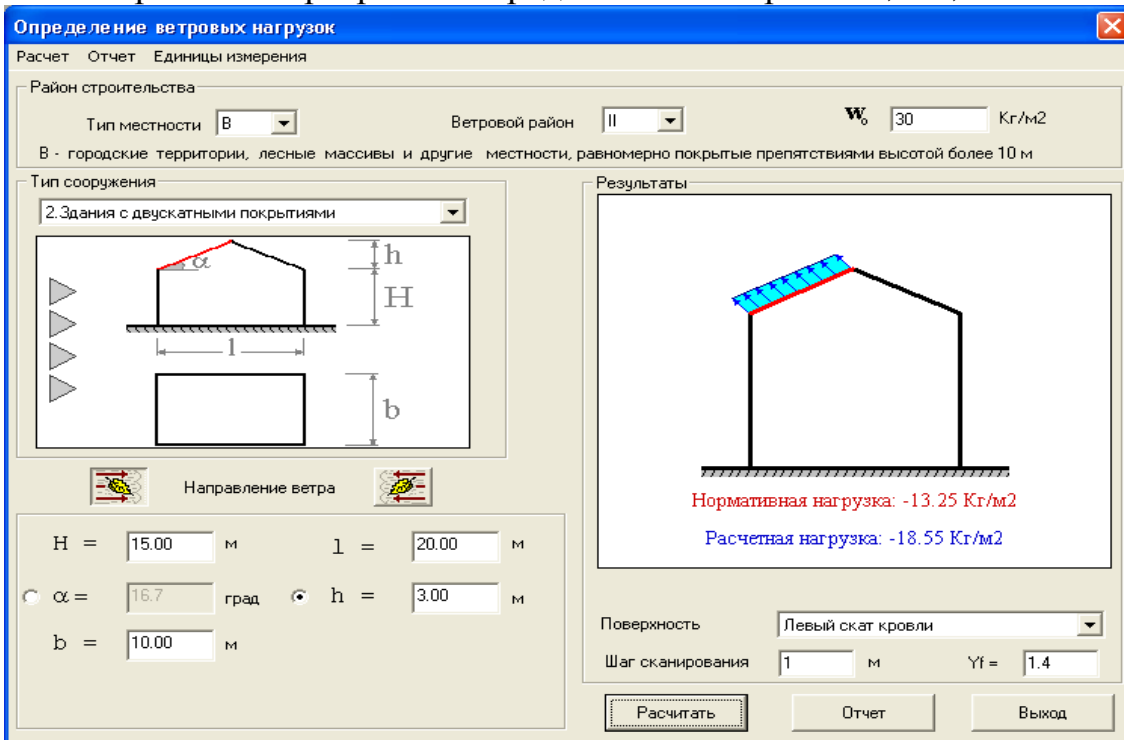 Определение ветровых нагрузок
Расчет Отчет Единицы измерения
Район строительства
Тип местности В Ветровой район II Wo 30 Кг/м2
В - городские территории, лесные массивы и другие местности, равномерно покрытые препятствиями высотой более 10 м
Тип сооружения
2.Здания с двускатными покрытиями
α
h
H
l
b
Направление ветра
H = 15.00 м l = 20.00 м
α = 16.7 град h = 3.00 м
b = 10.00 м
Результаты
Нормативная нагрузка: -13.25 Кг/м2
Расчетная нагрузка: -18.55 Кг/м2
Поверхность Левый скат кровли
Шаг сканирования 1 м Yf = 1.4
Расчитать Отчет Выход